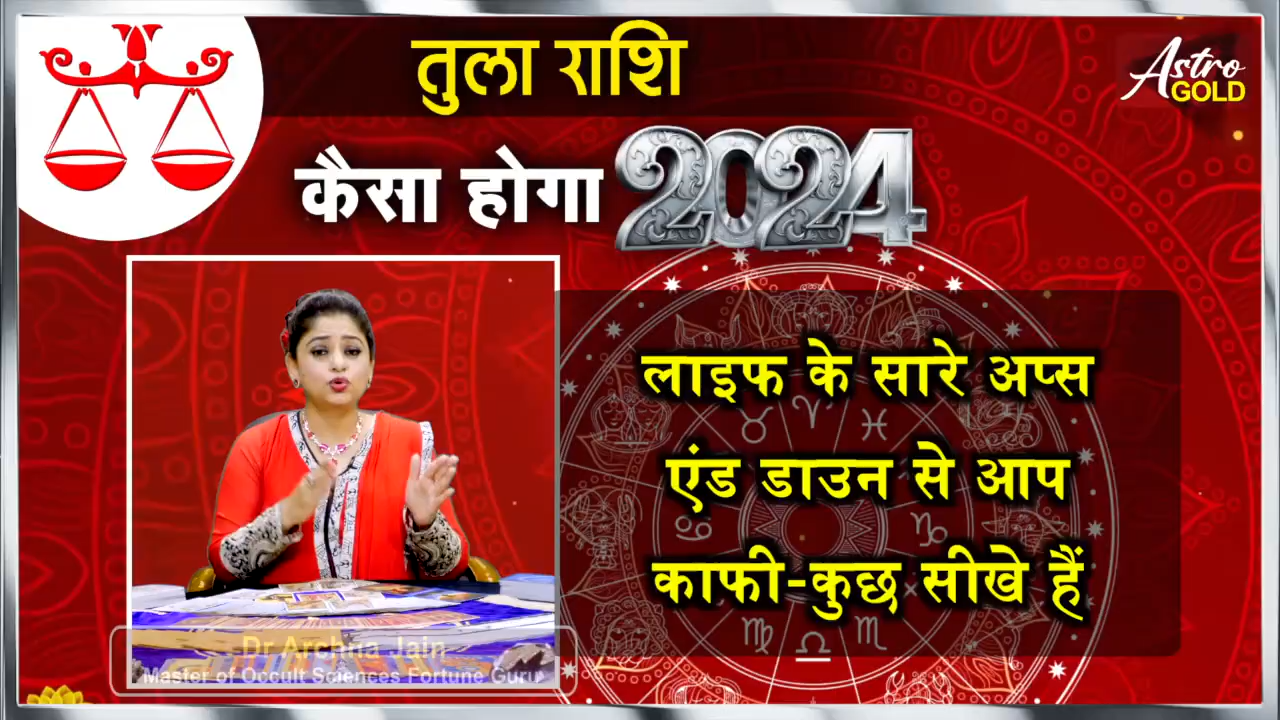 तुला राशि
Astro
GOLD
कैसा होगा 2024
लाइफ के सारे अप्स
एंड डाउन से आप
काफी-कुछ सीखे हैं
Dr Archna Jain
Master of Occult Sciences Fortune Guru